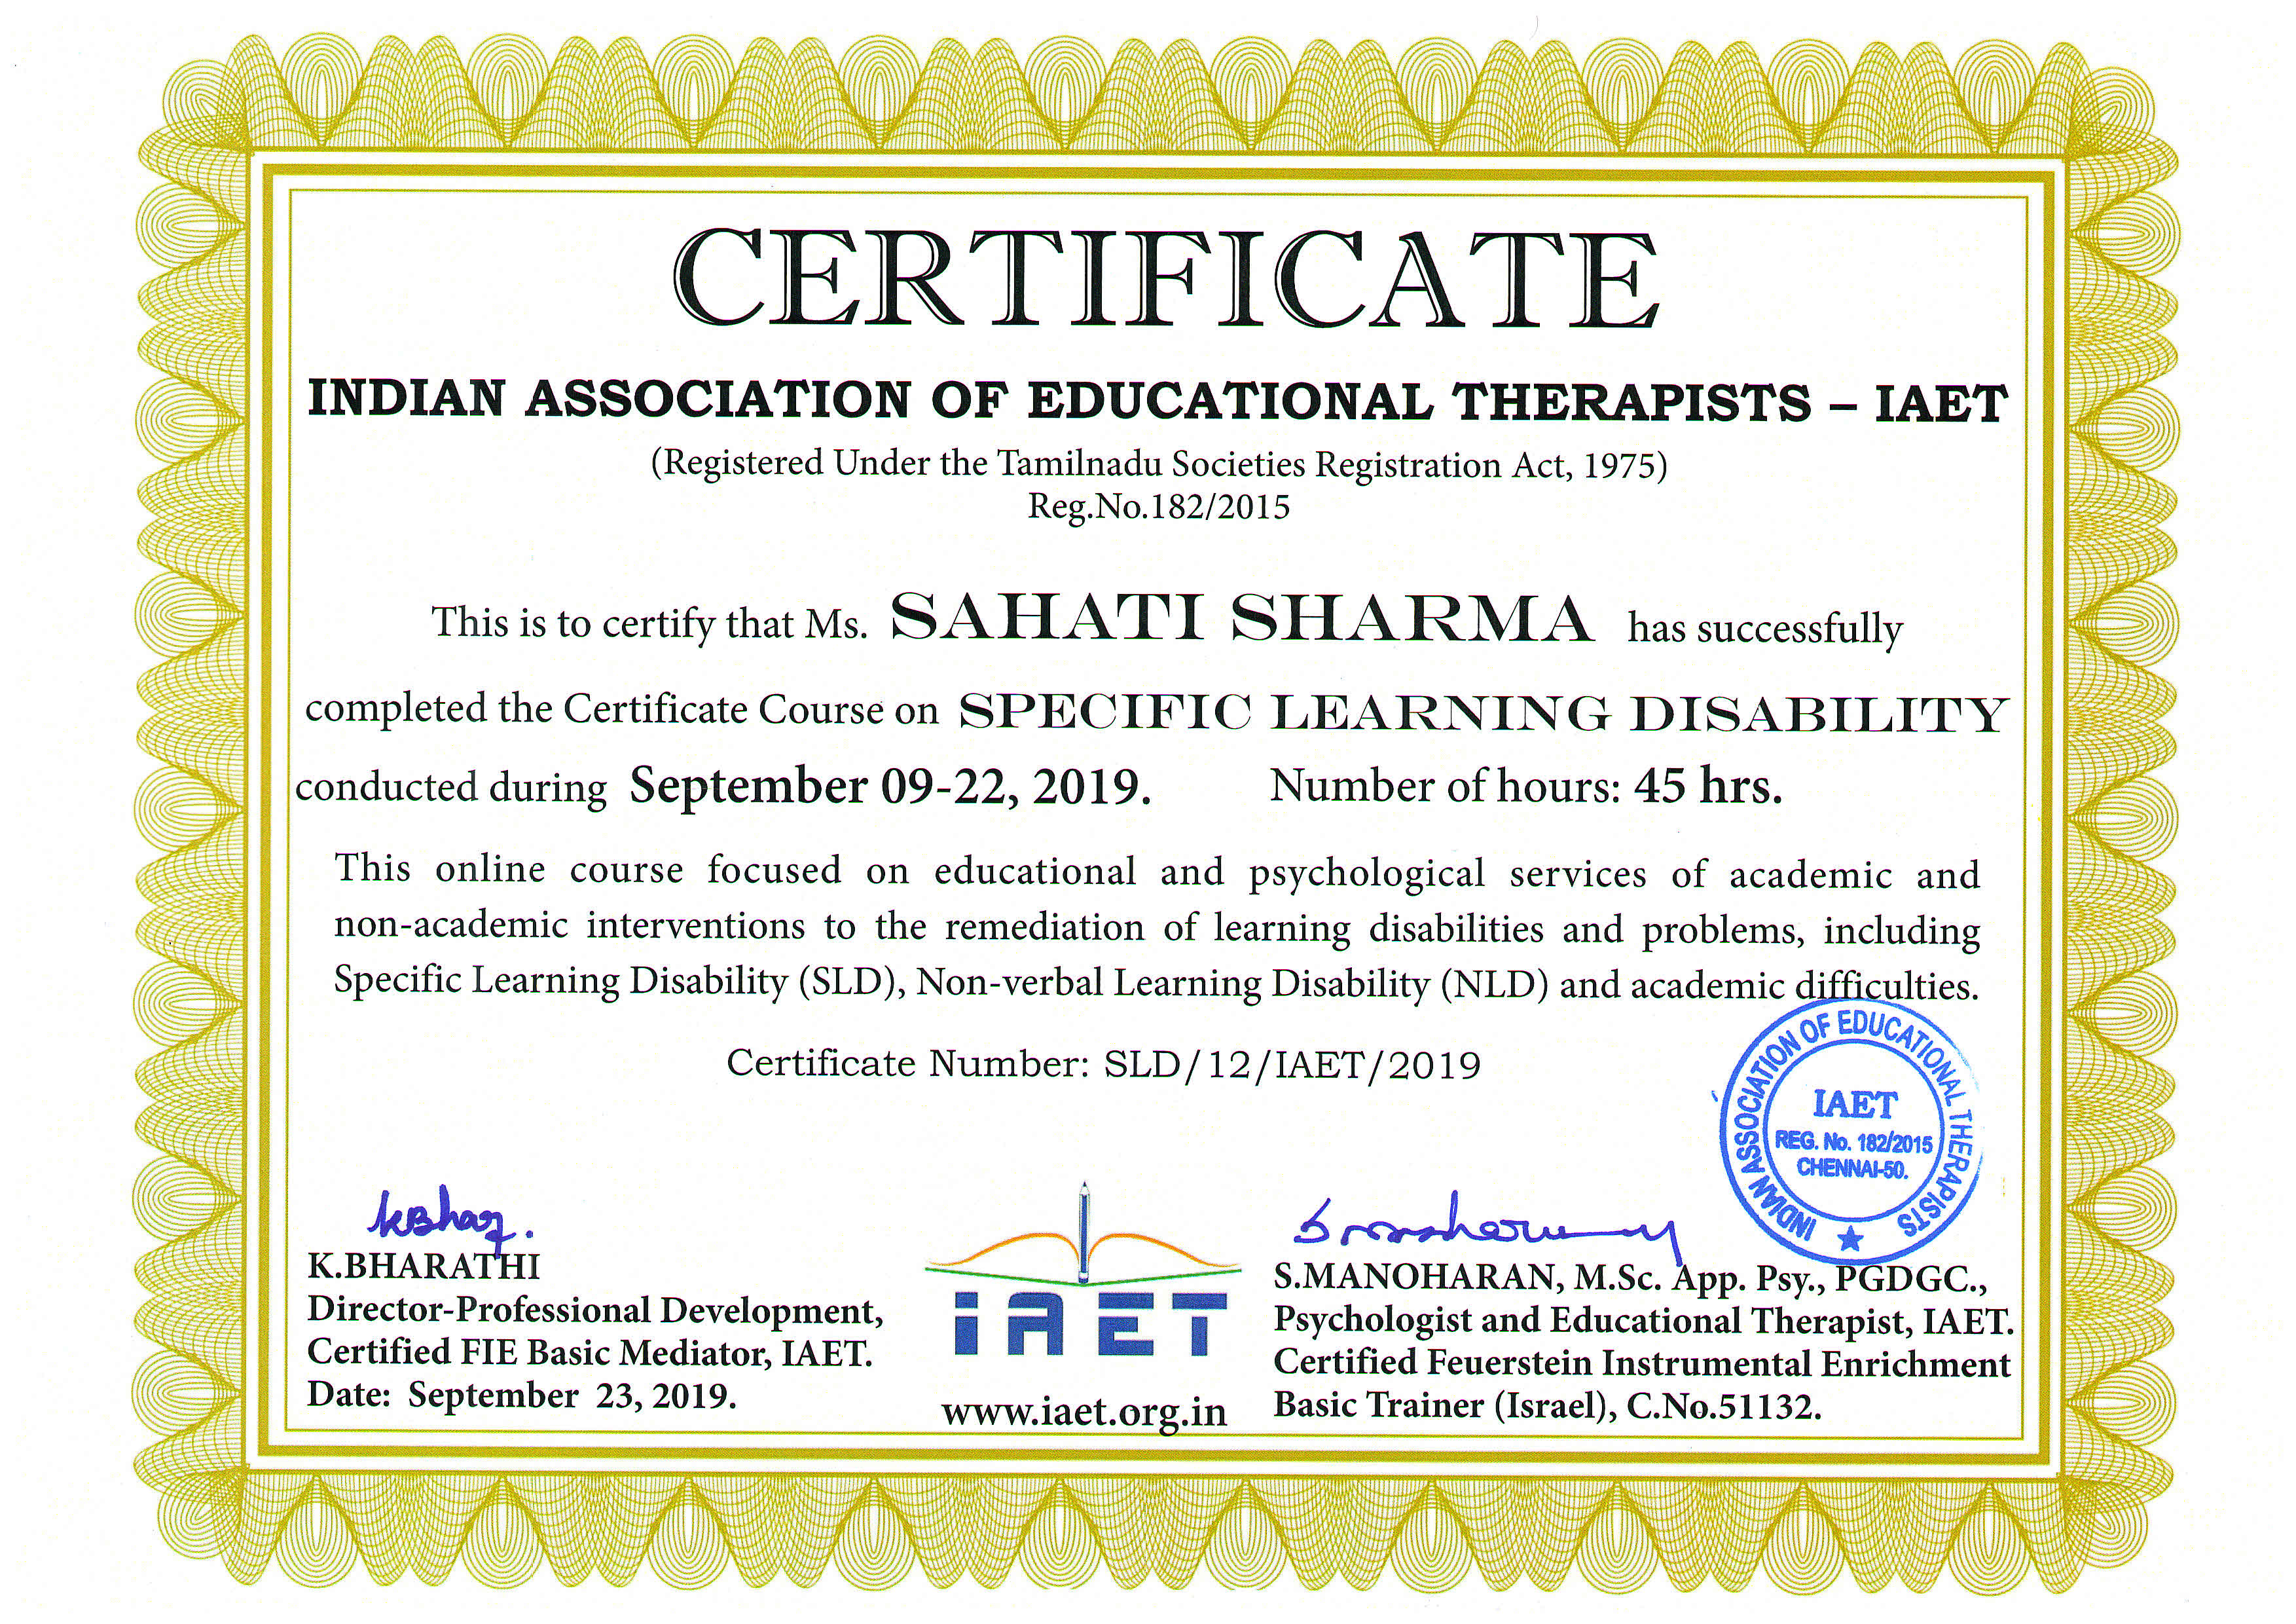 CERTIFICATE
INDIAN ASSOCIATION OF EDUCATIONAL THERAPISTS – IAET
(Registered Under the Tamilnadu Societies Registration Act, 1975)
Reg.No.182/2015
This is to certify that Ms. SAHATI SHARMA has successfully
completed the Certificate Course on SPECIFIC LEARNING DISABILITY
conducted during September 09-22, 2019. Number of hours: 45 hrs.
This online course focused on educational and psychological services of academic and
non-academic interventions to the remediation of learning disabilities and problems, including
Specific Learning Disability (SLD), Non-verbal Learning Disability (NLD) and academic difficulties.
Certificate Number: SLD/12/IAET/2019
INDIAN ASSOCIATION OF EDUCATIONAL THERAPISTS
IAET
REG. No. 182/2015
CHENNAI-50.
K.BHARATHI
Director-Professional Development,
Certified FIE Basic Mediator, IAET.
Date: September 23, 2019.
IAET
www.iaet.org.in
S.MANOHARAN, M.Sc. App. Psy., PGDGC.,
Psychologist and Educational Therapist, IAET.
Certified Feuerstein Instrumental Enrichment
Basic Trainer (Israel), C.No.51132.